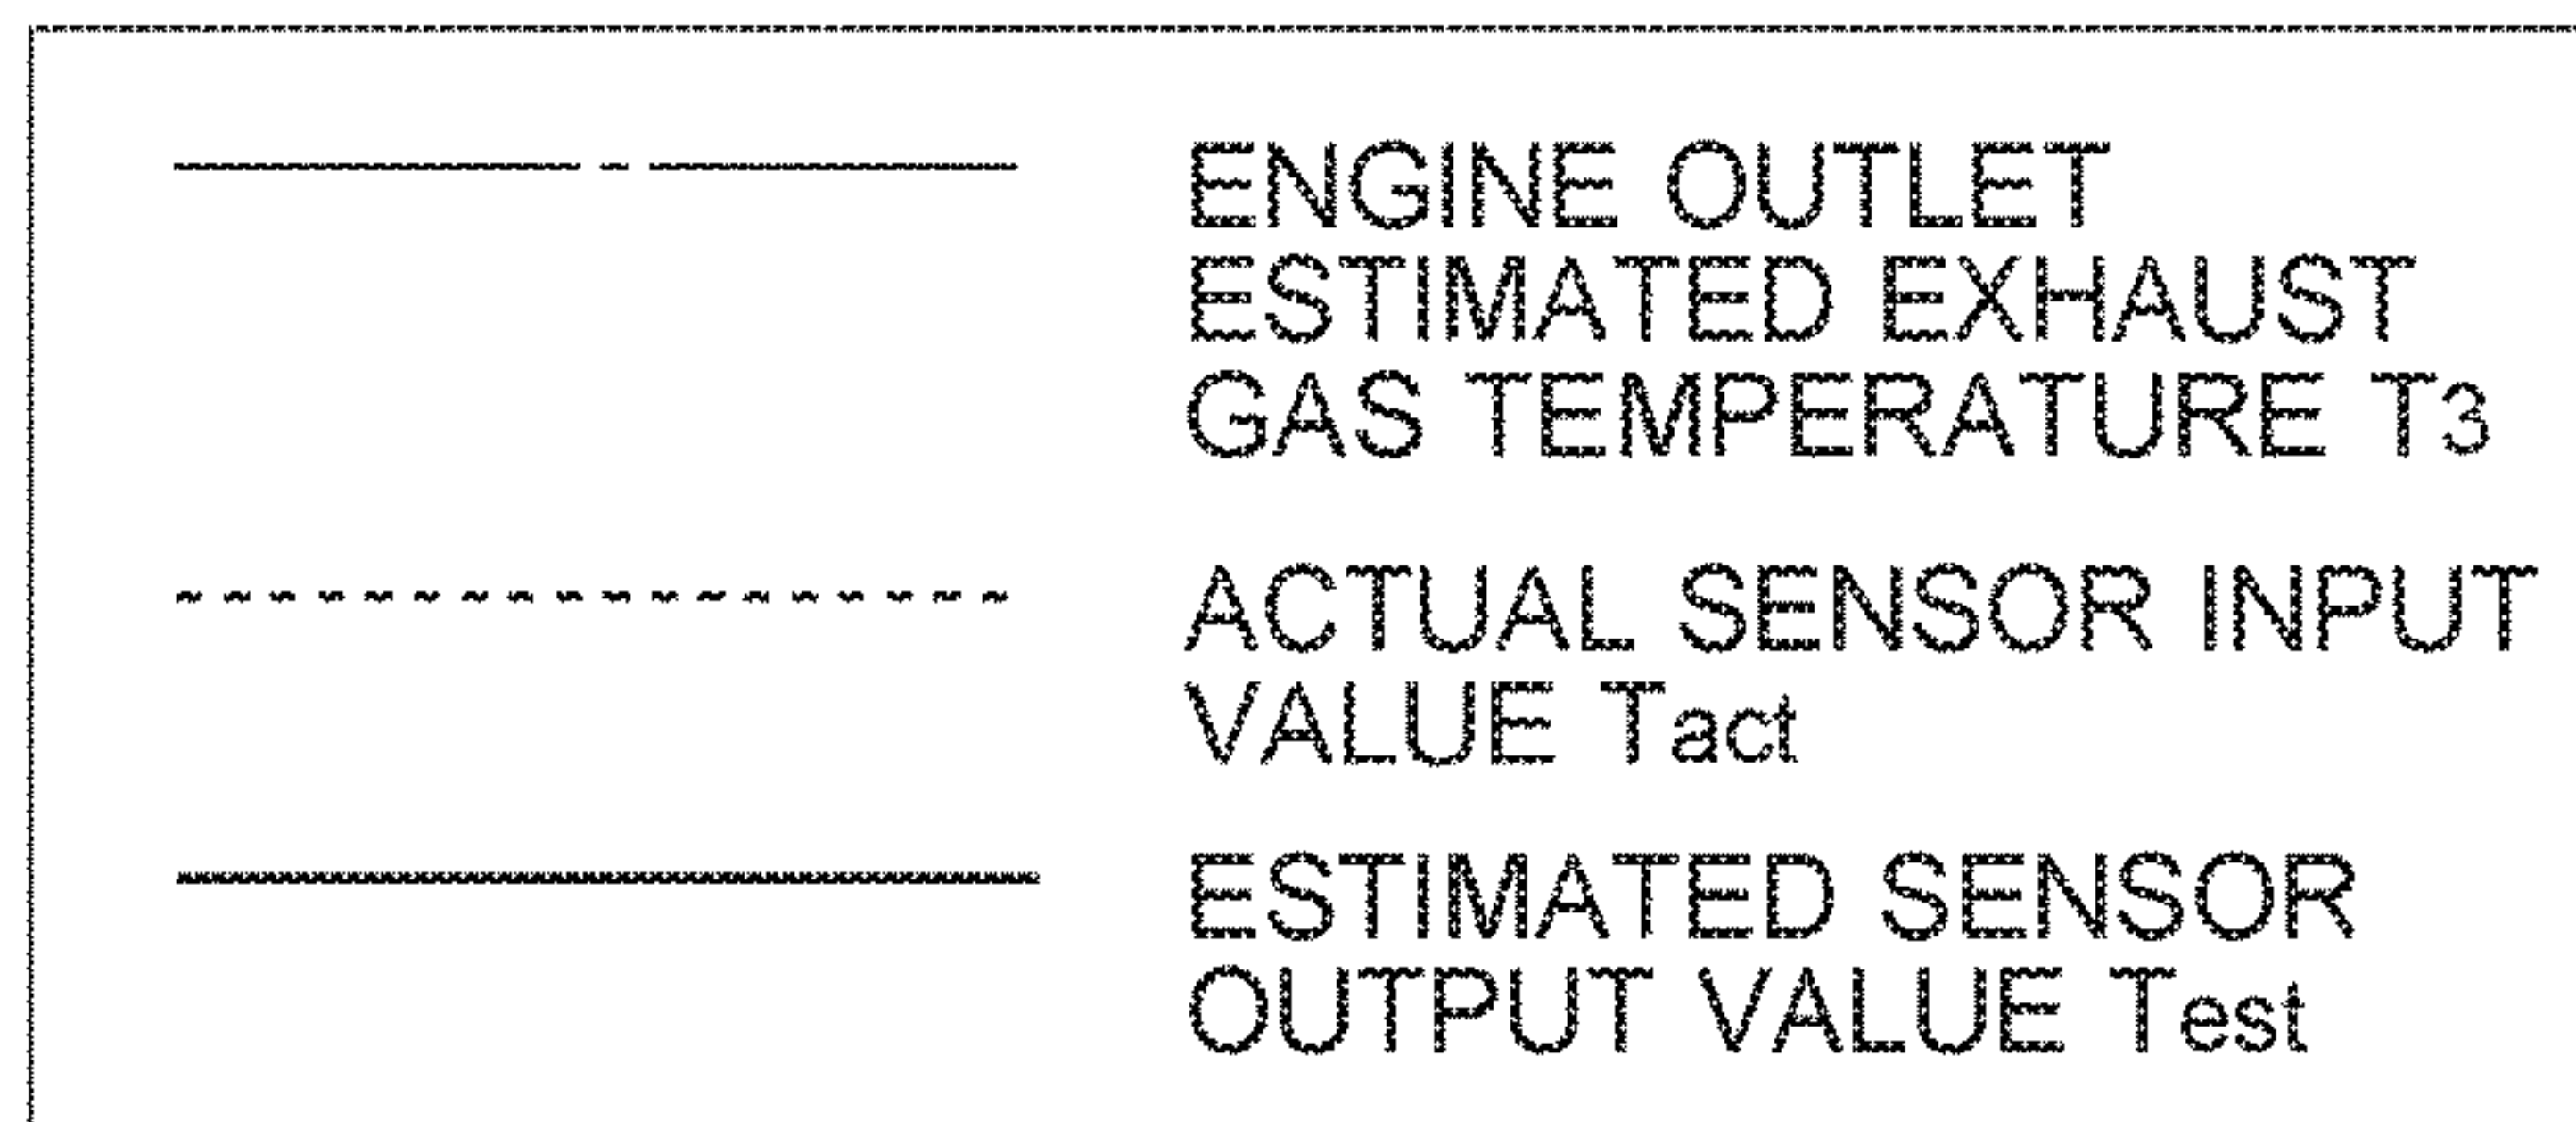 ENGINE OUTLET
ESTIMATED EXHAUST
GAS TEMPERATURE T3
ACTUAL SENSOR INPUT
VALUE Tact
ESTIMATED SENSOR
OUTPUT VALUE Test